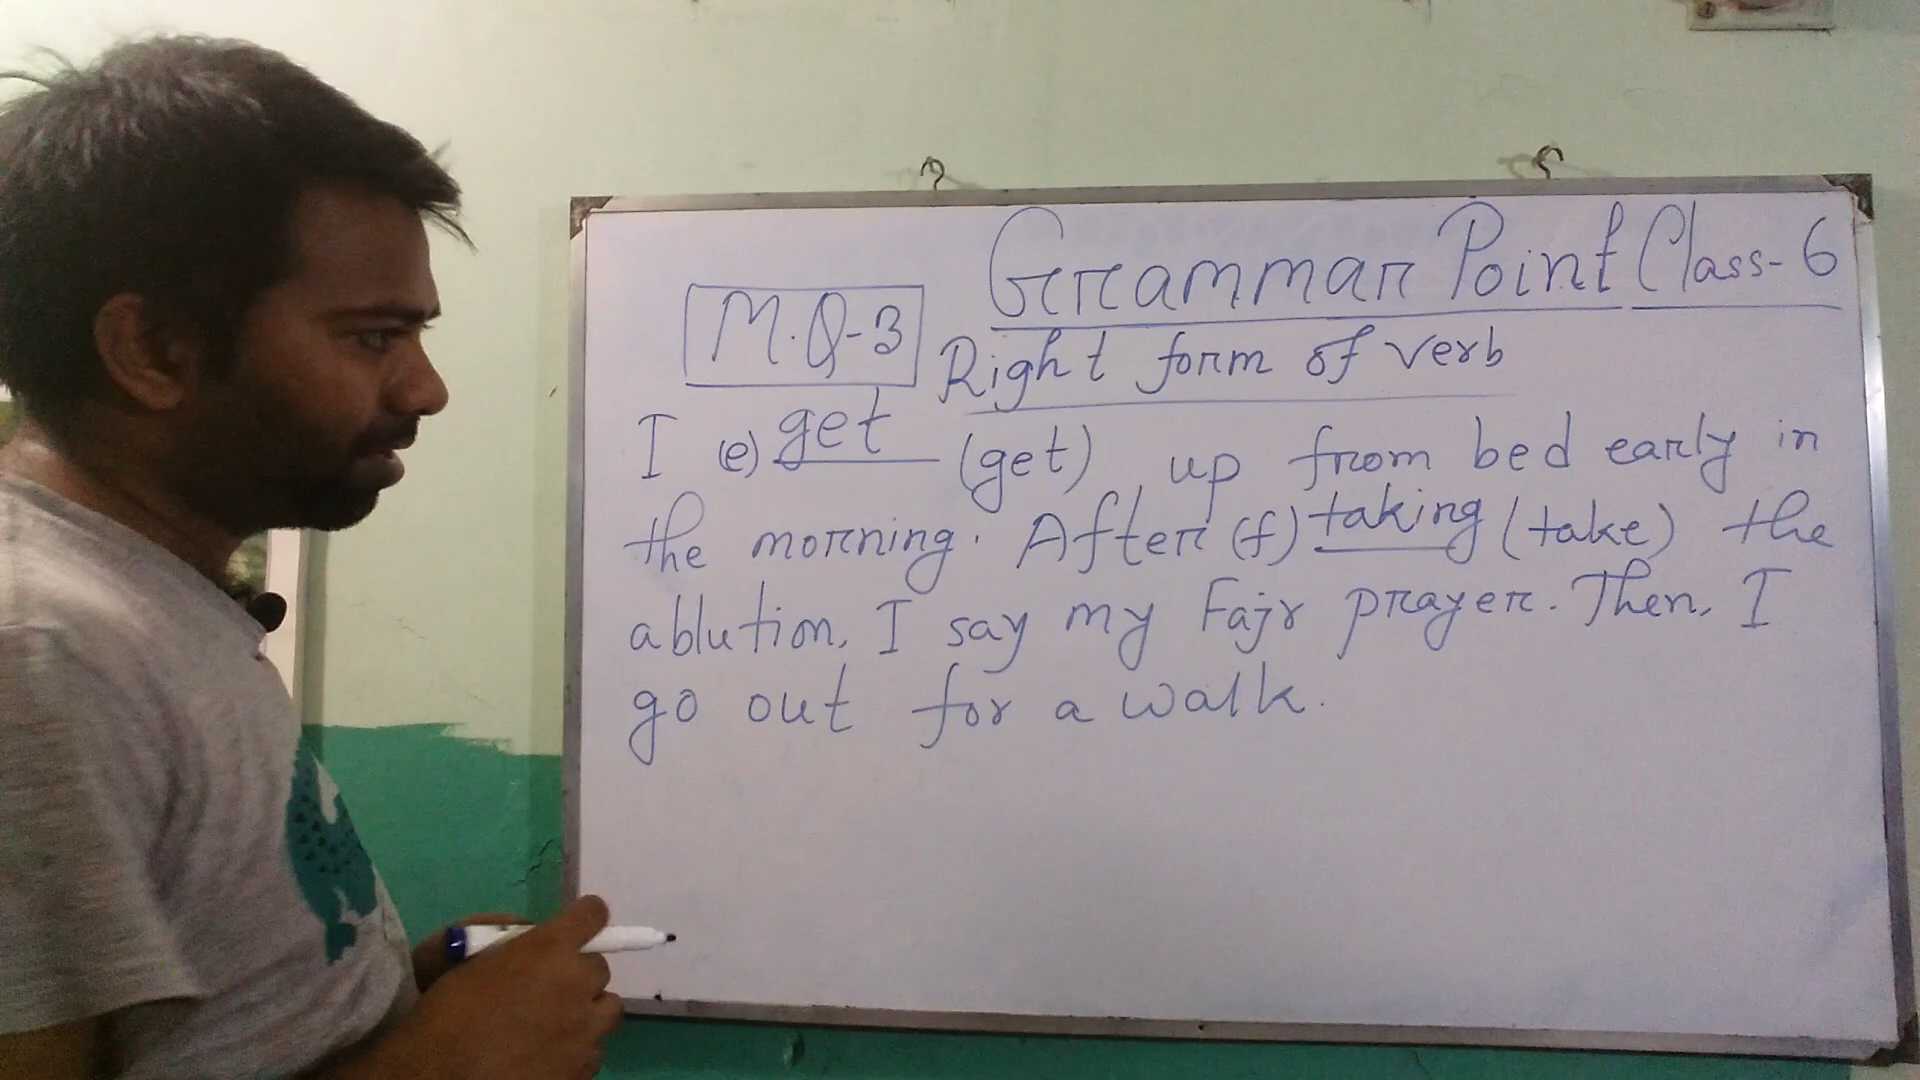 Grammar Point Class-6
M.Q-3
Right form of verb
I (e) get (get) up from bed early in
the morning. After (f) taking (take) the
ablution, I say my Fajr prayer. Then, I
go out for a walk.